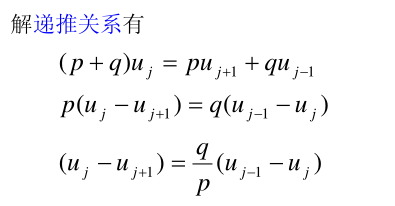 解递推关系有
(p + q)u_j = pu_{j+1} + qu_{j-1}
p(u_j − u_{j+1}) = q(u_{j-1} − u_j)
(u_j − u_{j+1}) = \frac{q}{p}(u_{j-1} − u_j)